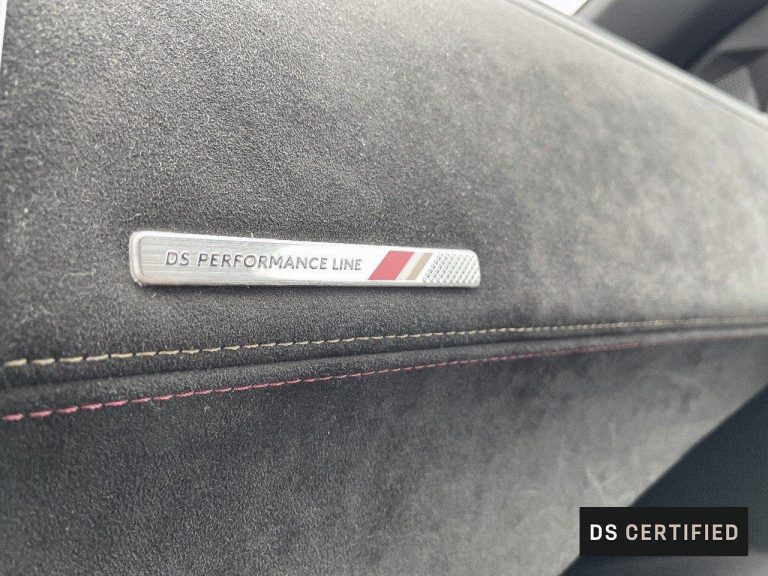 DS PERFORMANCE LINE
DS CERTIFIED